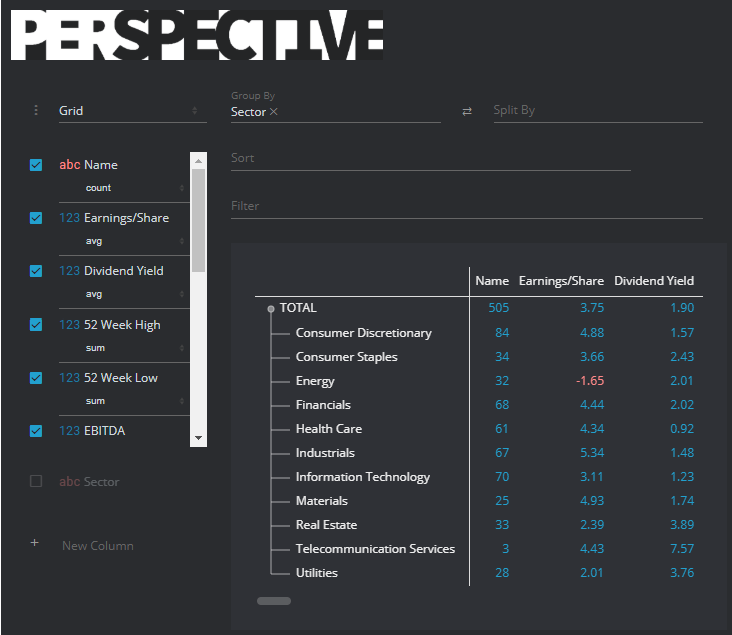 PERSPECTIVE
Grid
Group By
Sector ×
Split By
Sort
Filter
abc Name
count
123 Earnings/Share
avg
123 Dividend Yield
avg
123 52 Week High
sum
123 52 Week Low
sum
123 EBITDA
abc Sector
+ New Column
Name Earnings/Share Dividend Yield
TOTAL 505 3.75 1.90
Consumer Discretionary 84 4.88 1.57
Consumer Staples 34 3.66 2.43
Energy 32 -1.65 2.01
Financials 68 4.44 2.02
Health Care 61 4.34 0.92
Industrials 67 5.34 1.48
Information Technology 70 3.11 1.23
Materials 25 4.93 1.74
Real Estate 33 2.39 3.89
Telecommunication Services 3 4.43 7.57
Utilities 28 2.01 3.76